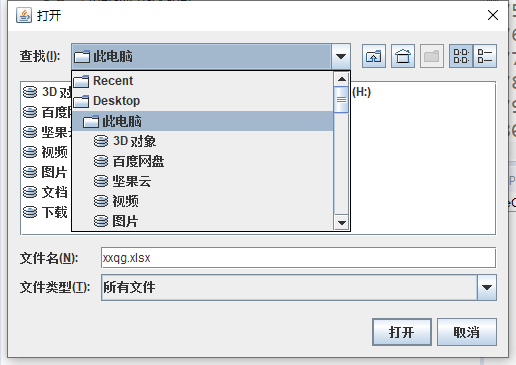 打开
查找(I):
此电脑
Recent
Desktop
此电脑
3D 对象
百度网盘
坚果云
视频
图片
3D 对
(H:)
百度
坚果
视频
图片
文档
下载
文件名(N):
xxqg.xlsx
文件类型(T):
所有文件
打开
取消